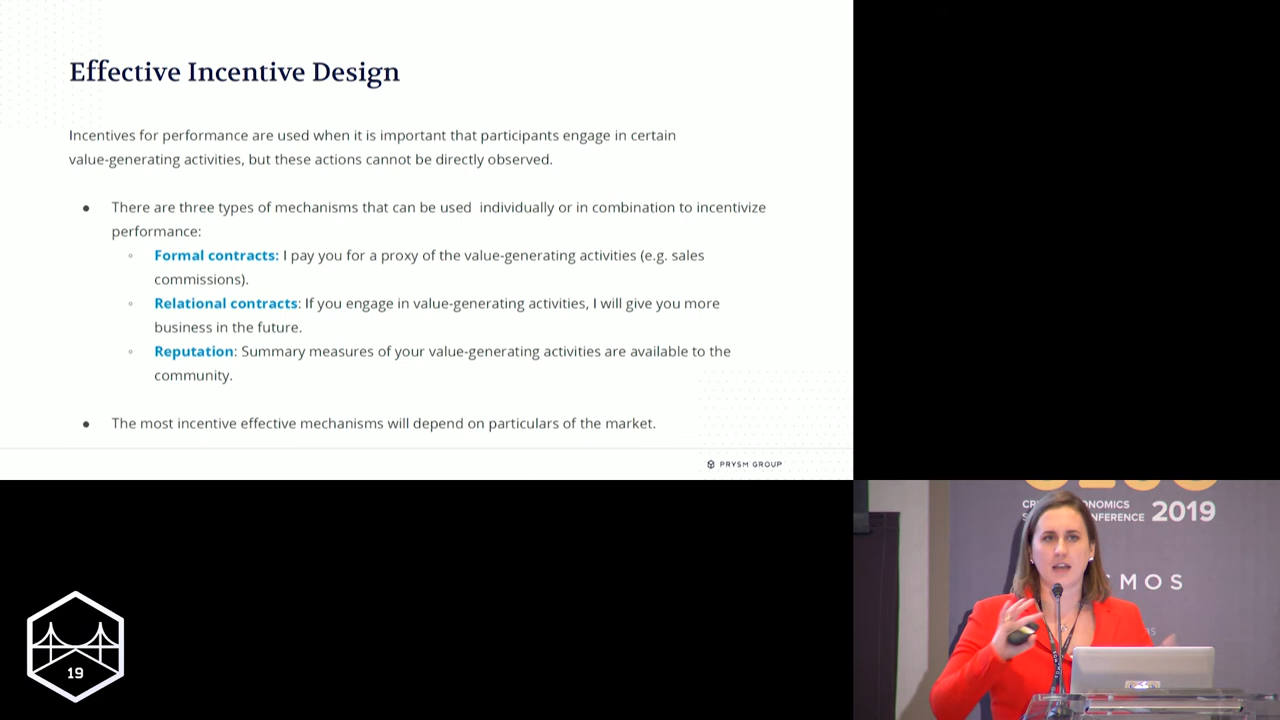 Effective Incentive Design
Incentives for performance are used when it is important that participants engage in certain
value-generating activities, but these actions cannot be directly observed.
● There are three types of mechanisms that can be used individually or in combination to incentivize
performance:
◦ Formal contracts: I pay you for a proxy of the value-generating activities (e.g. sales
commissions).
◦ Relational contracts: If you engage in value-generating activities, I will give you more
business in the future.
◦ Reputation: Summary measures of your value-generating activities are available to the
community.
● The most incentive effective mechanisms will depend on particulars of the market.
PRYSM GROUP
2019
MOS
19